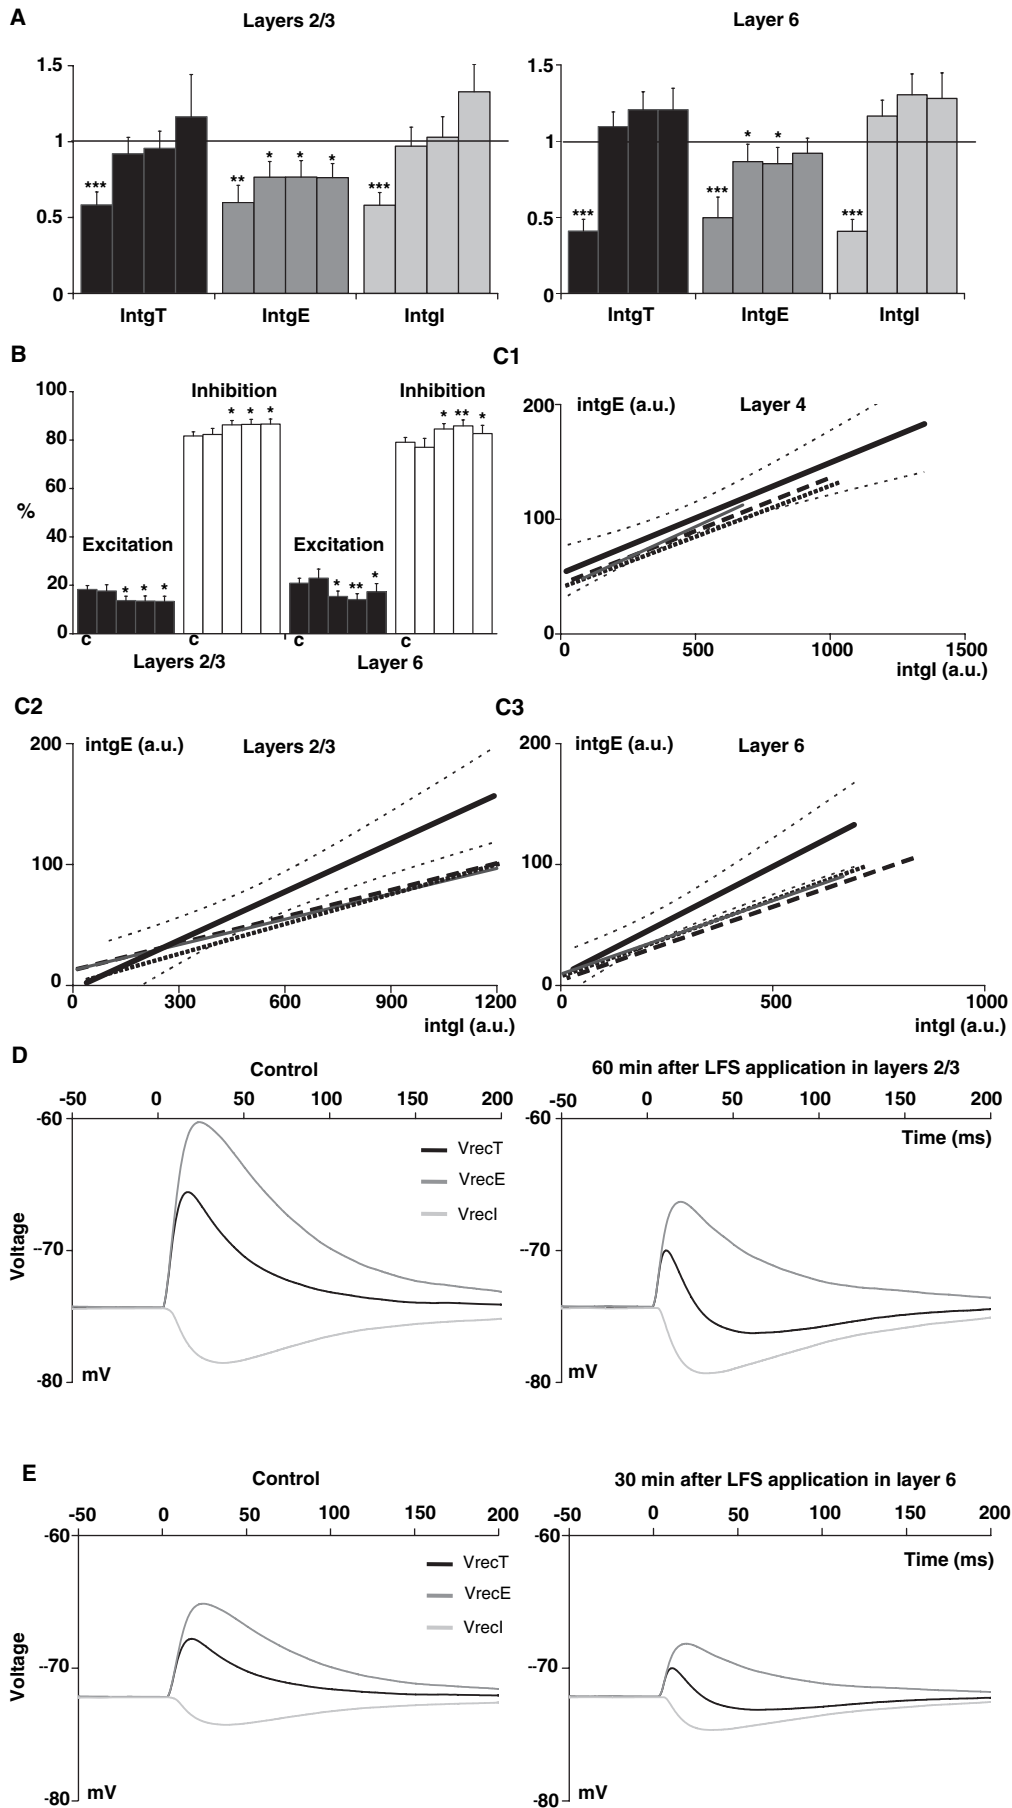 A
Layers 2/3
Layer 6
1.5
1
0.5
0
***
**
*
*
*
***
IntgT
IntgE
IntgI
1.5
1
0.5
0
***
***
*
*
***
IntgT
IntgE
IntgI
B
100
80
60
%
40
20
0
Inhibition
Inhibition
* * *
* ** *
Excitation
Excitation
* * *
* ** *
c
c
c
c
Layers 2/3
Layer 6
C1
200
intgE (a.u.)
Layer 4
100
0
0
500
1000
1500
intgI (a.u.)
C2
200
intgE (a.u.)
Layers 2/3
100
0
0
300
600
900
1200
intgI (a.u.)
C3
200
intgE (a.u.)
Layer 6
100
0
0
500
1000
intgI (a.u.)
D
Control
60 min after LFS application in layers 2/3
-50 0 50 100 150 200
-60
--70
-80
Voltage
mV
VrecT
VrecE
VrecI
-50 0 50 100 150 200
-60
Time (ms)
--70
-80
mV
E
Control
30 min after LFS application in layer 6
-50 0 50 100 150 200
-60
--70
-80
Voltage
mV
VrecT
VrecE
VrecI
-50 0 50 100 150 200
-60
Time (ms)
--70
-80
mV